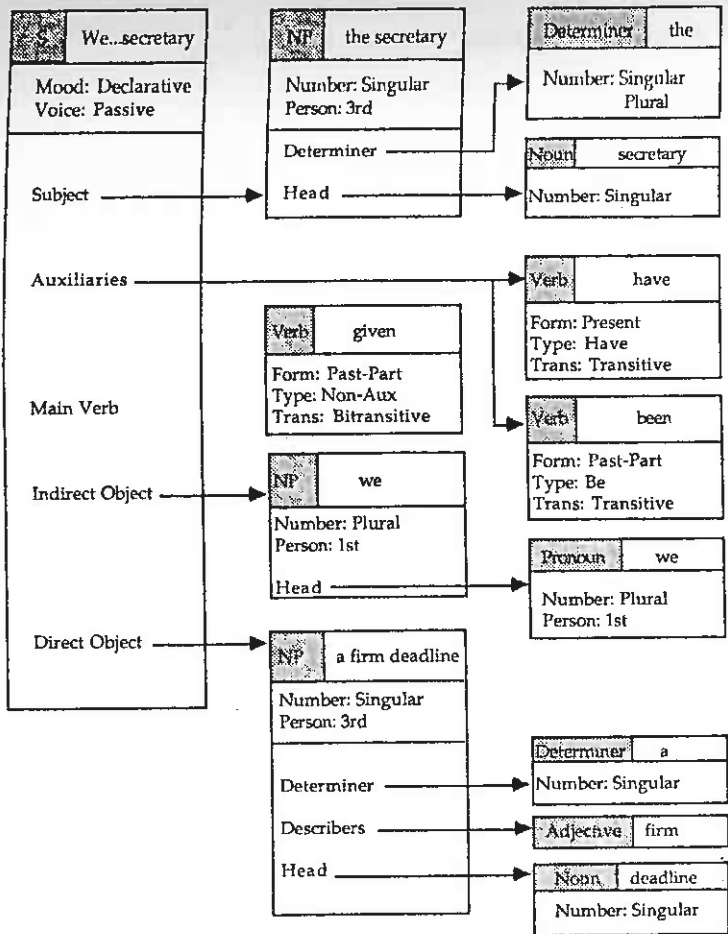 S We...secretary
Mood: Declarative
Voice: Passive
Subject
Auxiliaries
Main Verb
Indirect Object
Direct Object
NP the secretary
Number: Singular
Person: 3rd
Determiner
Head
Determiner the
Number: Singular
Plural
Noun secretary
Number: Singular
Verb have
Form: Present
Type: Have
Trans: Transitive
Verb given
Form: Past-Part
Type: Non-Aux
Trans: Bitransitive
Verb been
Form: Past-Part
Type: Be
Trans: Transitive
NP we
Number: Plural
Person: 1st
Head
Pronoun we
Number: Plural
Person: 1st
NP a firm deadline
Number: Singular
Person: 3rd
Determiner
Describers
Head
Determiner a
Number: Singular
Adjective firm
Noun deadline
Number: Singular